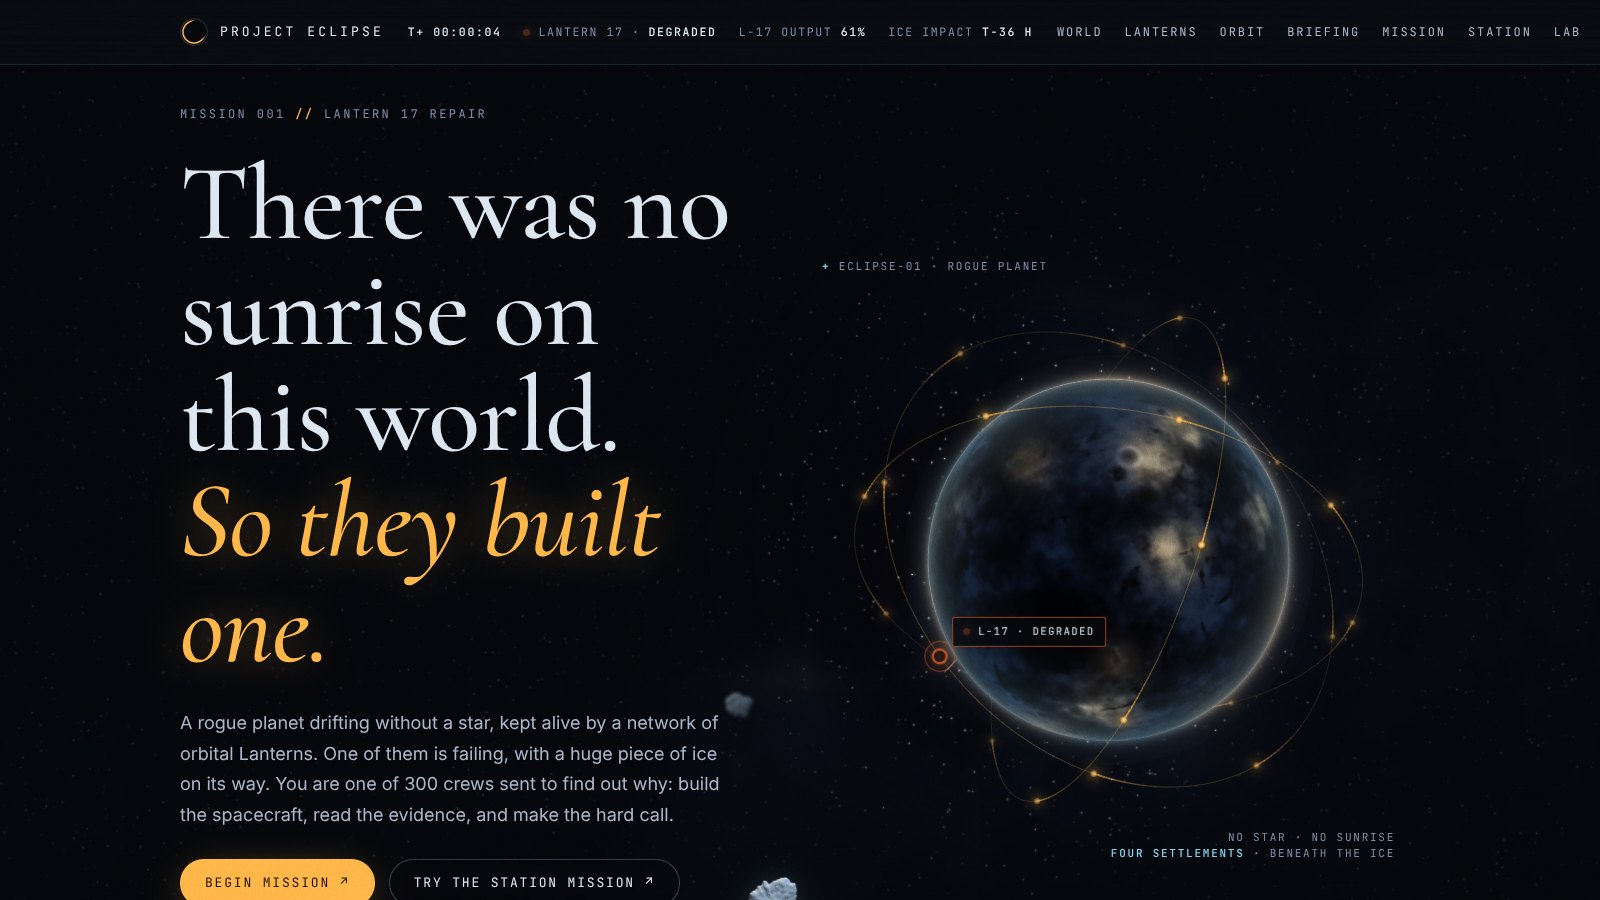 PROJECT ECLIPSE T+ 00:00:04 LANTERN 17 · DEGRADED L-17 OUTPUT 61% ICE IMPACT T-36 H WORLD LANTERNS ORBIT BRIEFING MISSION STATION LAB
MISSION 001 // LANTERN 17 REPAIR
There was no
sunrise on
this world.
So they built
one.
A rogue planet drifting without a star, kept alive by a network of
orbital Lanterns. One of them is failing, with a huge piece of ice
on its way. You are one of 300 crews sent to find out why: build
the spacecraft, read the evidence, and make the hard call.
BEGIN MISSION ↗ TRY THE STATION MISSION ↗
+ ECLIPSE-01 · ROGUE PLANET
L-17 · DEGRADED
NO STAR · NO SUNRISE
FOUR SETTLEMENTS · BENEATH THE ICE